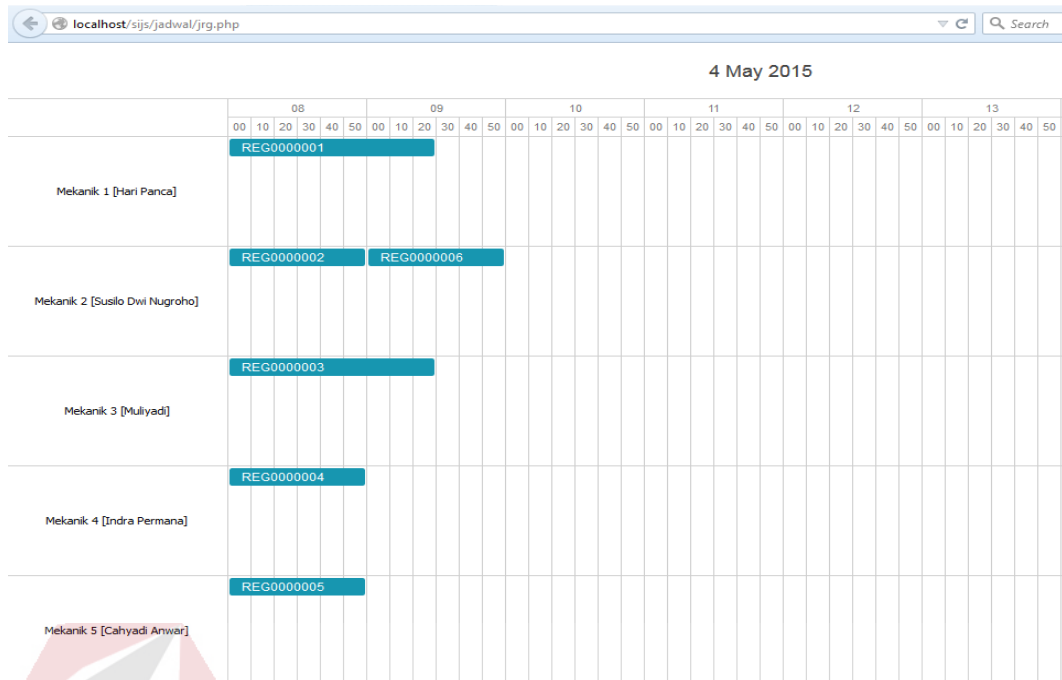 localhost/sijs/jadwal/jrg.php Search
4 May 2015
08 09 10 11 12 13
00 10 20 30 40 50 00 10 20 30 40 50 00 10 20 30 40 50 00 10 20 30 40 50 00 10 20 30 40 50 00 10 20 30 40 50
REG0000001
Mekanik 1 [Hari Panca]
REG0000002 REG0000006
Mekanik 2 [Susilo Dwi Nugroho]
REG0000003
Mekanik 3 [Muliyadi]
REG0000004
Mekanik 4 [Indra Permana]
REG0000005
Mekanik 5 [Cahyadi Anwar]